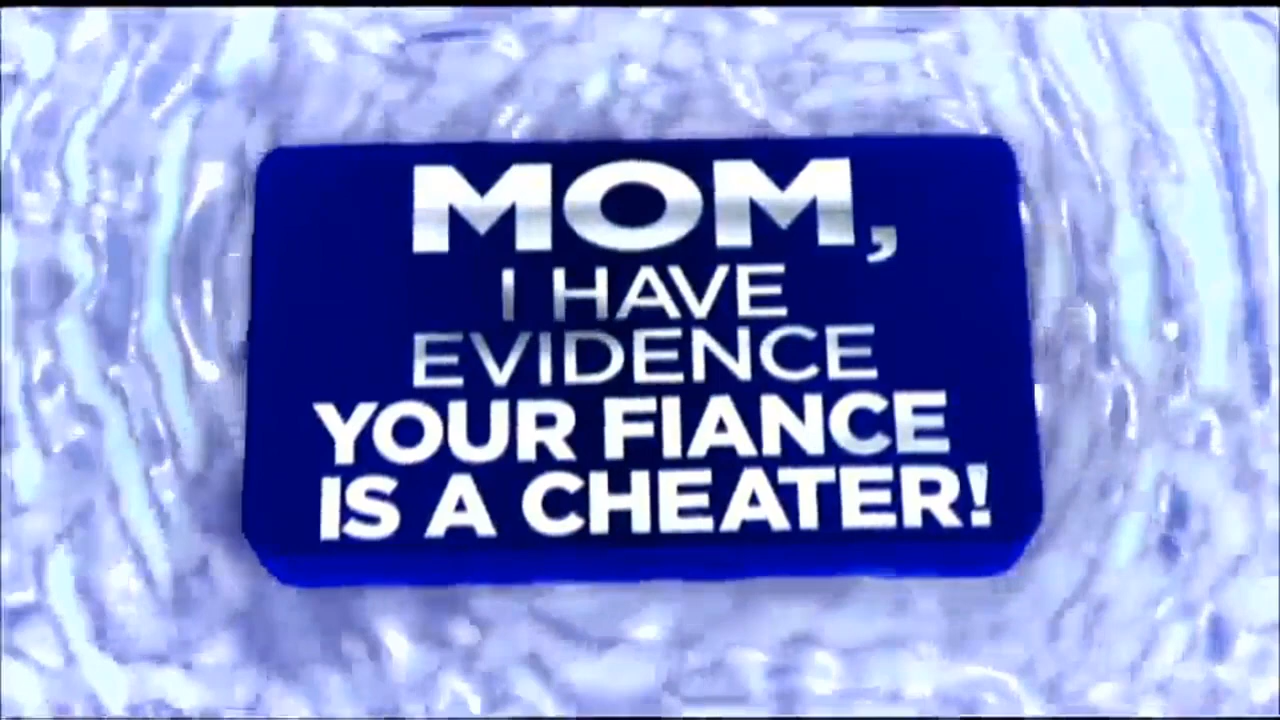 MOM,
I HAVE
EVIDENCE
YOUR FIANCE
IS A CHEATER!